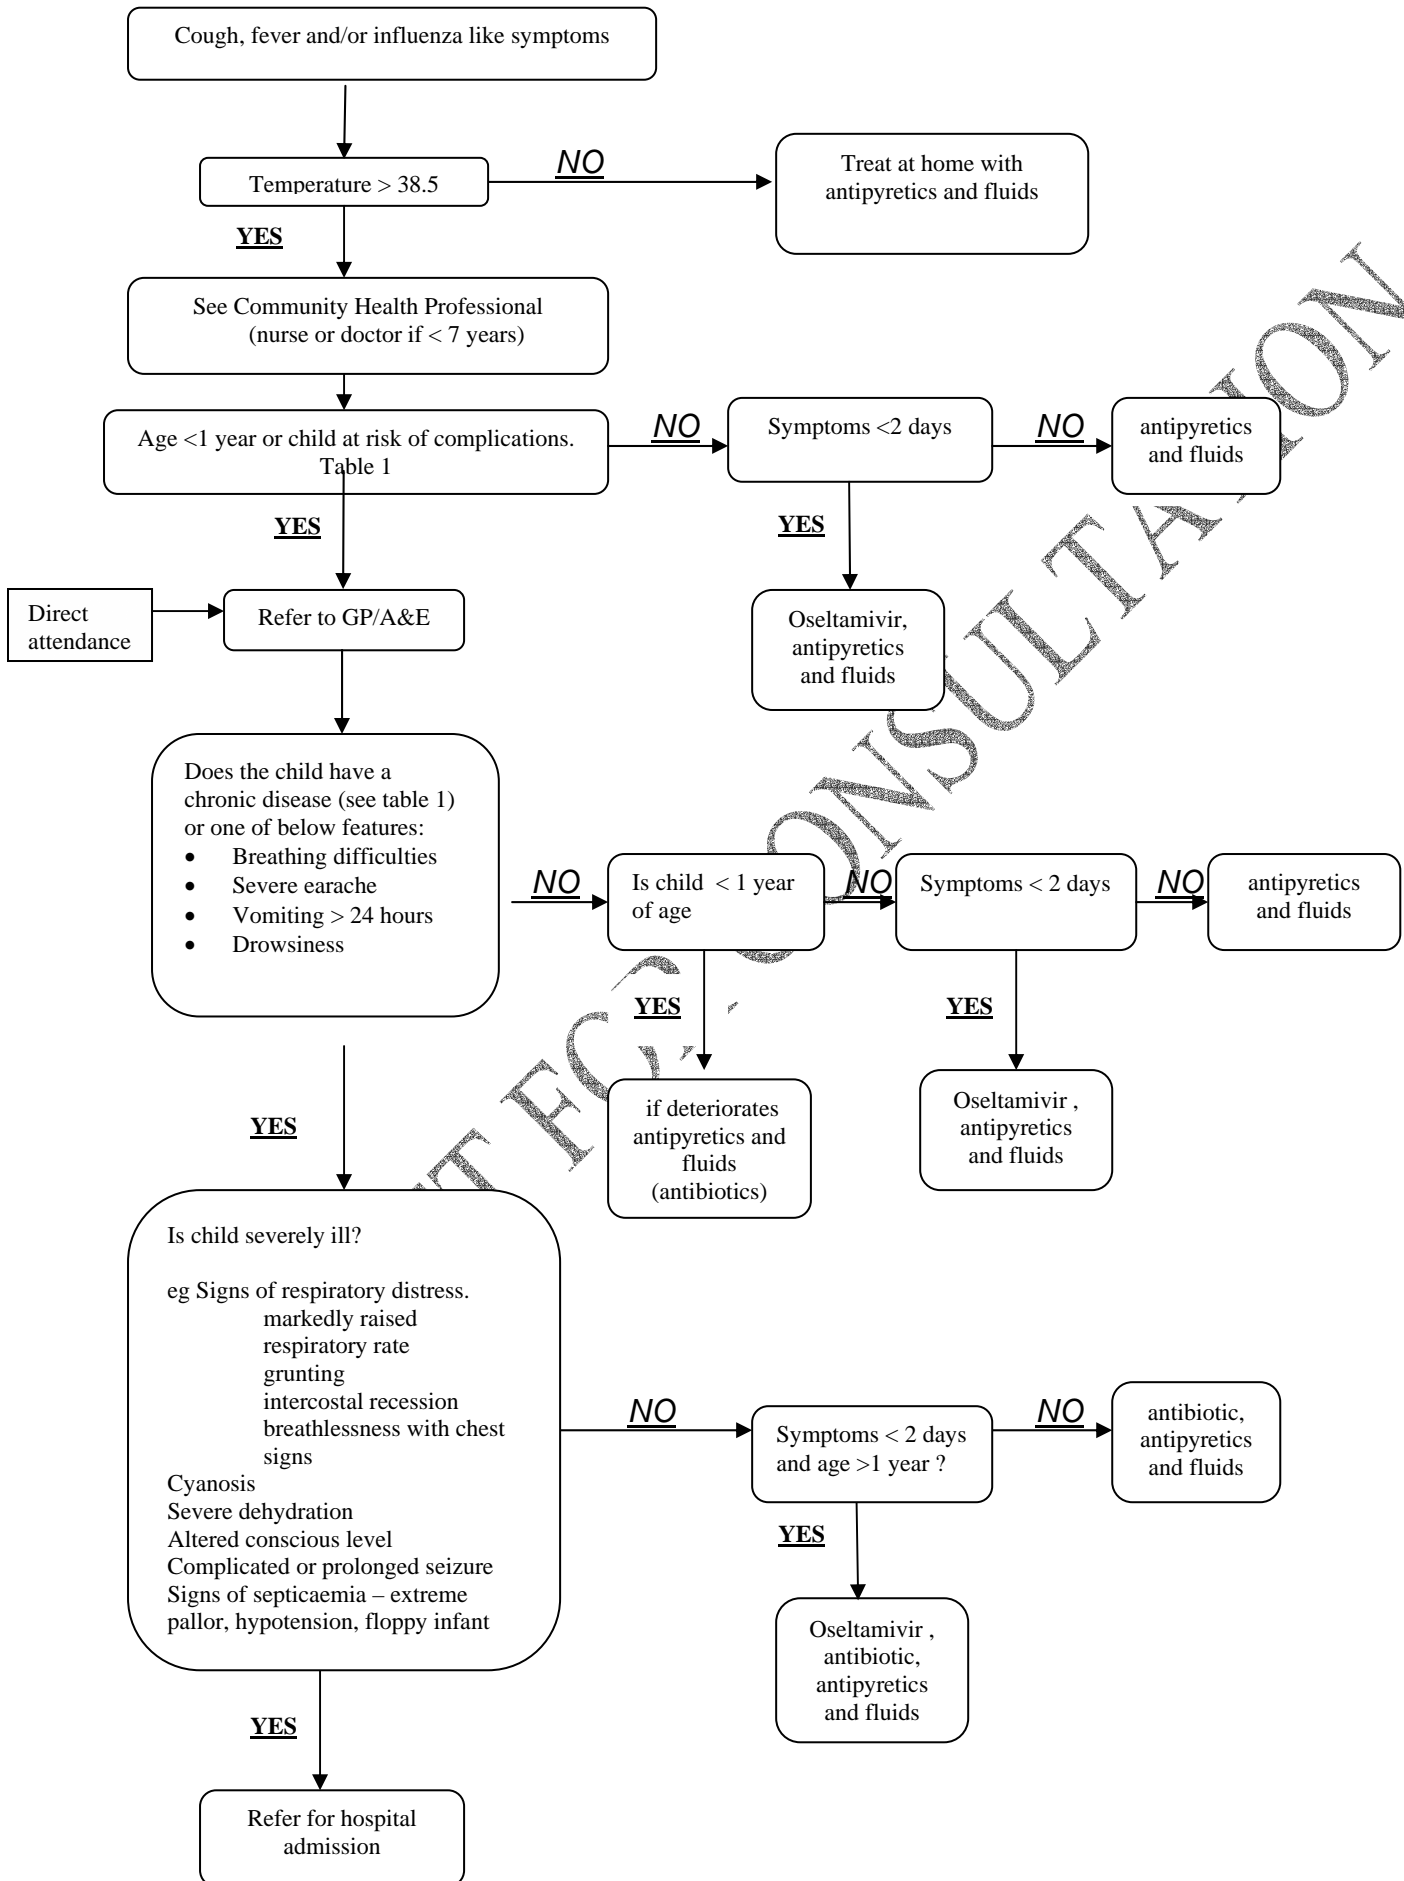 Cough, fever and/or influenza like symptoms
Temperature > 38.5
NO
Treat at home with
antipyretics and fluids
YES
See Community Health Professional
(nurse or doctor if < 7 years)
Age <1 year or child at risk of complications.
Table 1
NO
Symptoms <2 days
NO
antipyretics
and fluids
YES
YES
Oseltamivir,
antipyretics
and fluids
Direct
attendance
Refer to GP/A&E
Does the child have a
chronic disease (see table 1)
or one of below features:
• Breathing difficulties
• Severe earache
• Vomiting > 24 hours
• Drowsiness
NO
Is child < 1 year
of age
NO
Symptoms < 2 days
NO
antipyretics
and fluids
YES
YES
if deteriorates
antipyretics and
fluids
(antibiotics)
Oseltamivir ,
antipyretics
and fluids
YES
Is child severely ill?
eg Signs of respiratory distress.
markedly raised
respiratory rate
grunting
intercostal recession
breathlessness with chest
signs
Cyanosis
Severe dehydration
Altered conscious level
Complicated or prolonged seizure
Signs of septicaemia – extreme
pallor, hypotension, floppy infant
NO
Symptoms < 2 days
and age >1 year ?
NO
antibiotic,
antipyretics
and fluids
YES
Oseltamivir ,
antibiotic,
antipyretics
and fluids
YES
Refer for hospital
admission